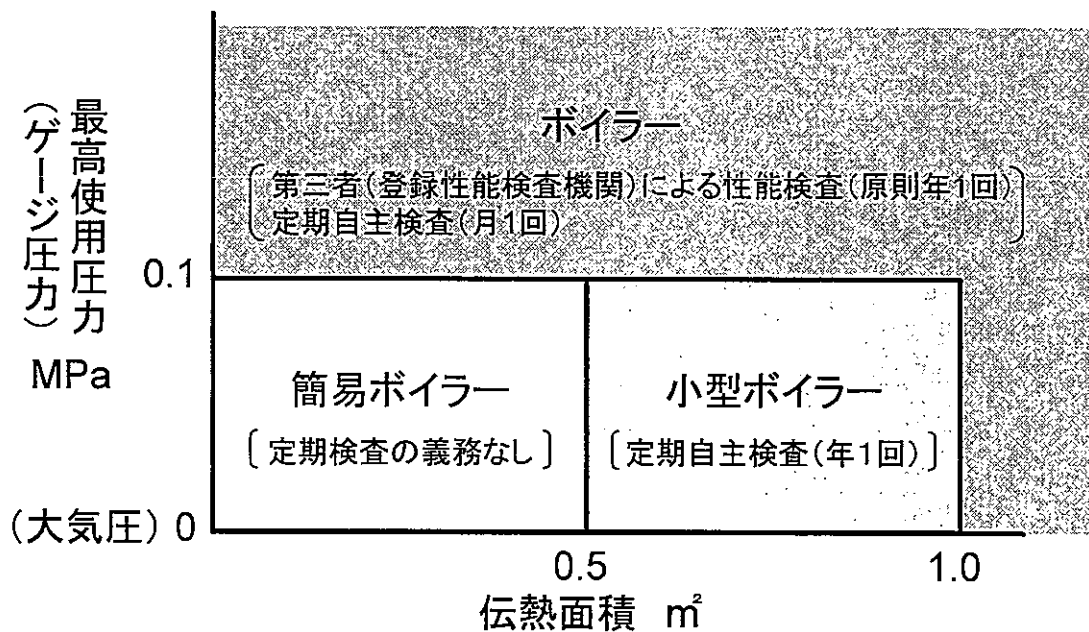 最高使用圧力
（ゲージ圧力）
MPa
0.1
（大気圧）0
ボイラー
第三者（登録性能検査機関）による性能検査（原則年1回）
定期自主検査（月1回）
簡易ボイラー
〔定期検査の義務なし〕
小型ボイラー
〔定期自主検査（年1回）〕
0.5
1.0
伝熱面積 ㎡